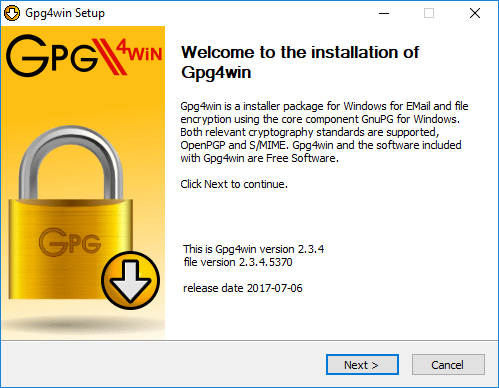 Gpg4win Setup
GPG4WiN
Welcome to the installation of
Gpg4win
Gpg4win is a installer package for Windows for EMail and file
encryption using the core component GnuPG for Windows.
Both relevant cryptography standards are supported,
OpenPGP and S/MIME. Gpg4win and the software included
with Gpg4win are Free Software.
Click Next to continue.
GPG
This is Gpg4win version 2.3.4
file version 2.3.4.5370
release date 2017-07-06
Next >
Cancel